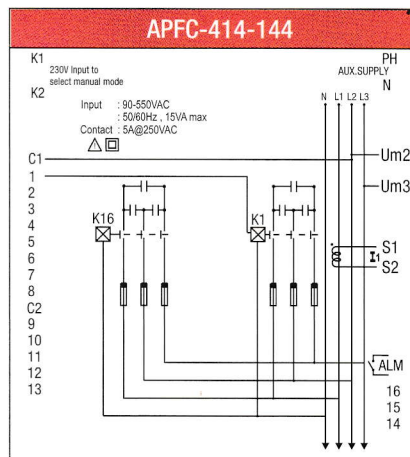 APFC-414-144
K1
230V Input to
select manual mode
K2
PH
AUX.SUPPLY
N
Input : 90-550VAC
: 50/60Hz , 15VA max
Contact : 5A@250VAC
N L1 L2 L3
C1
1
2
3
4
5
6
7
8
C2
9
10
11
12
13
K16
K1
Um2
Um3
S1
I1
S2
ALM
16
15
14